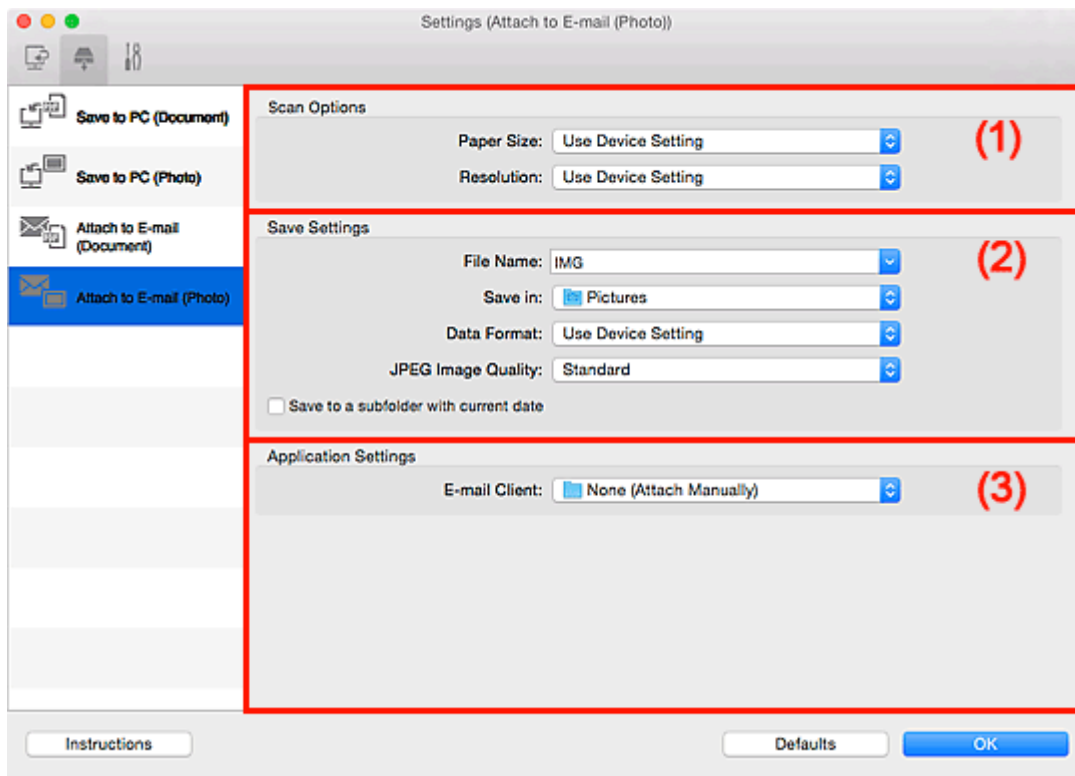 Settings (Attach to E-mail (Photo))
Save to PC (Document)
Save to PC (Photo)
Attach to E-mail
(Document)
Attach to E-mail (Photo)
Scan Options
(1)
Paper Size: Use Device Setting
Resolution: Use Device Setting
Save Settings
(2)
File Name: IMG
Save in: Pictures
Data Format: Use Device Setting
JPEG Image Quality: Standard
Save to a subfolder with current date
Application Settings
(3)
E-mail Client: None (Attach Manually)
Instructions
Defaults
OK